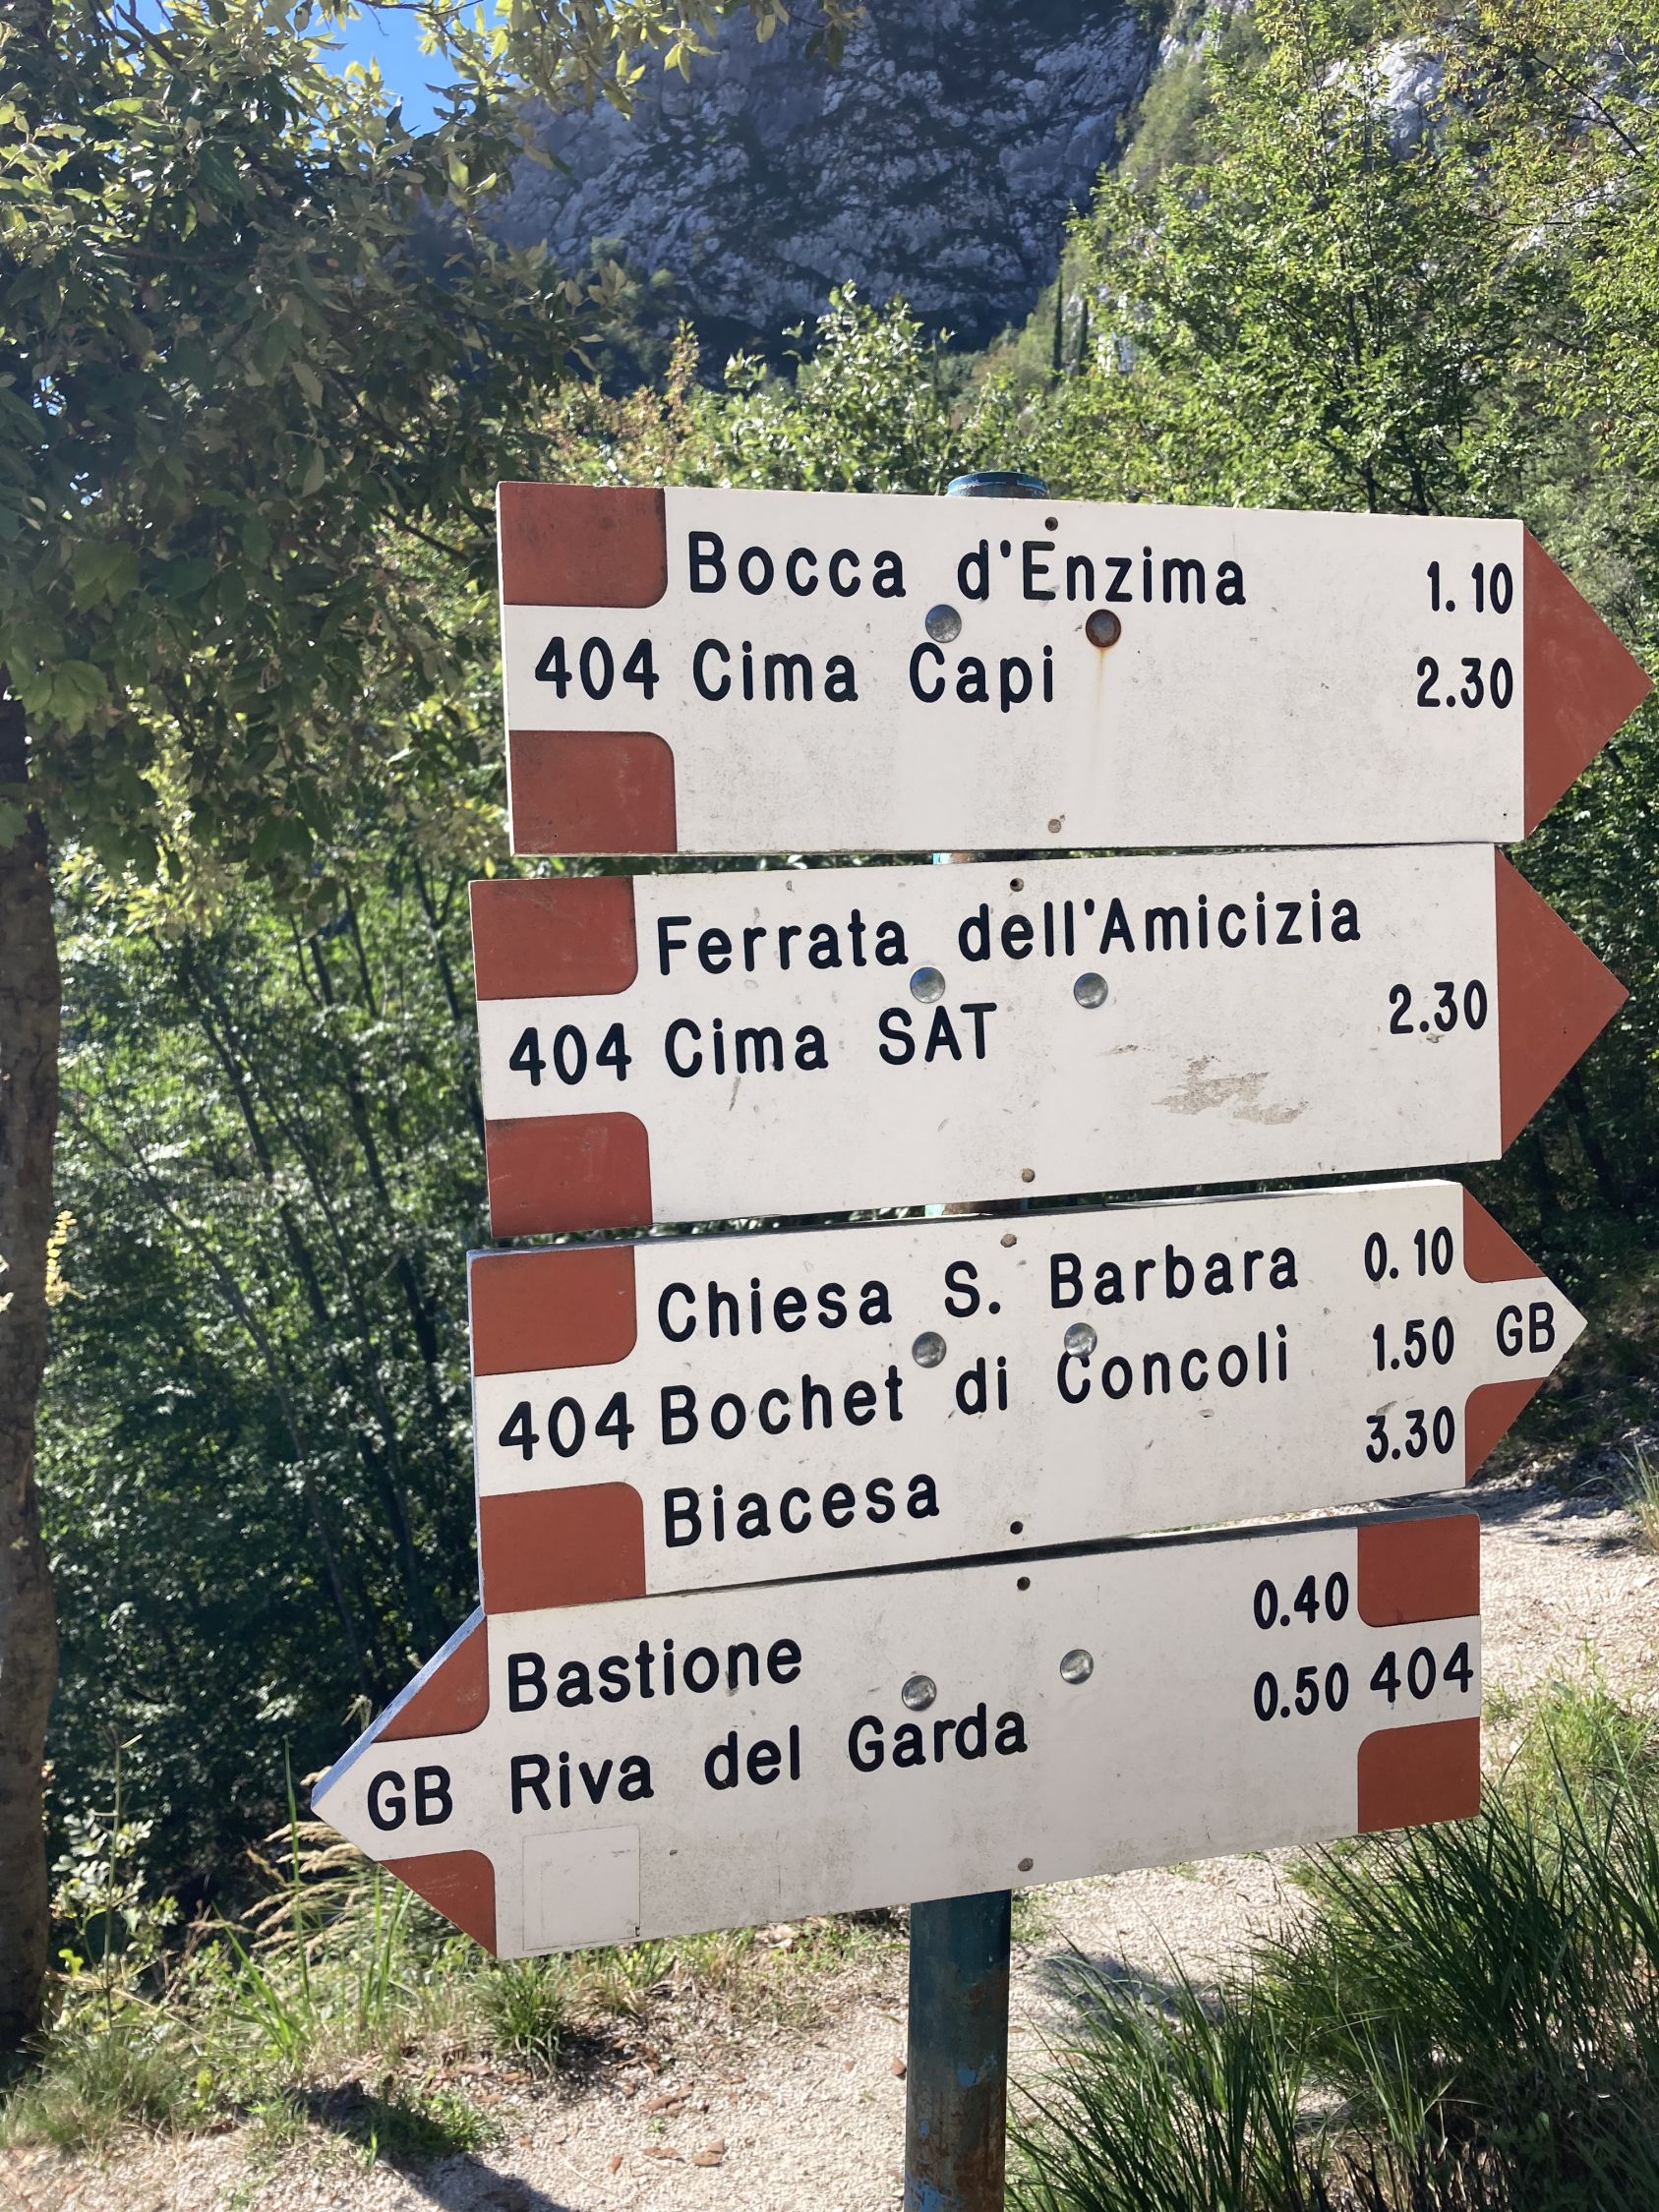 Bocca d'Enzima 1.10
404 Cima Capi 2.30
Ferrata dell'Amicizia
404 Cima SAT 2.30
Chiesa S. Barbara 0.10
404 Bochet di Concoli 1.50 GB
Biacesa 3.30
Bastione 0.40
GB Riva del Garda 0.50 404